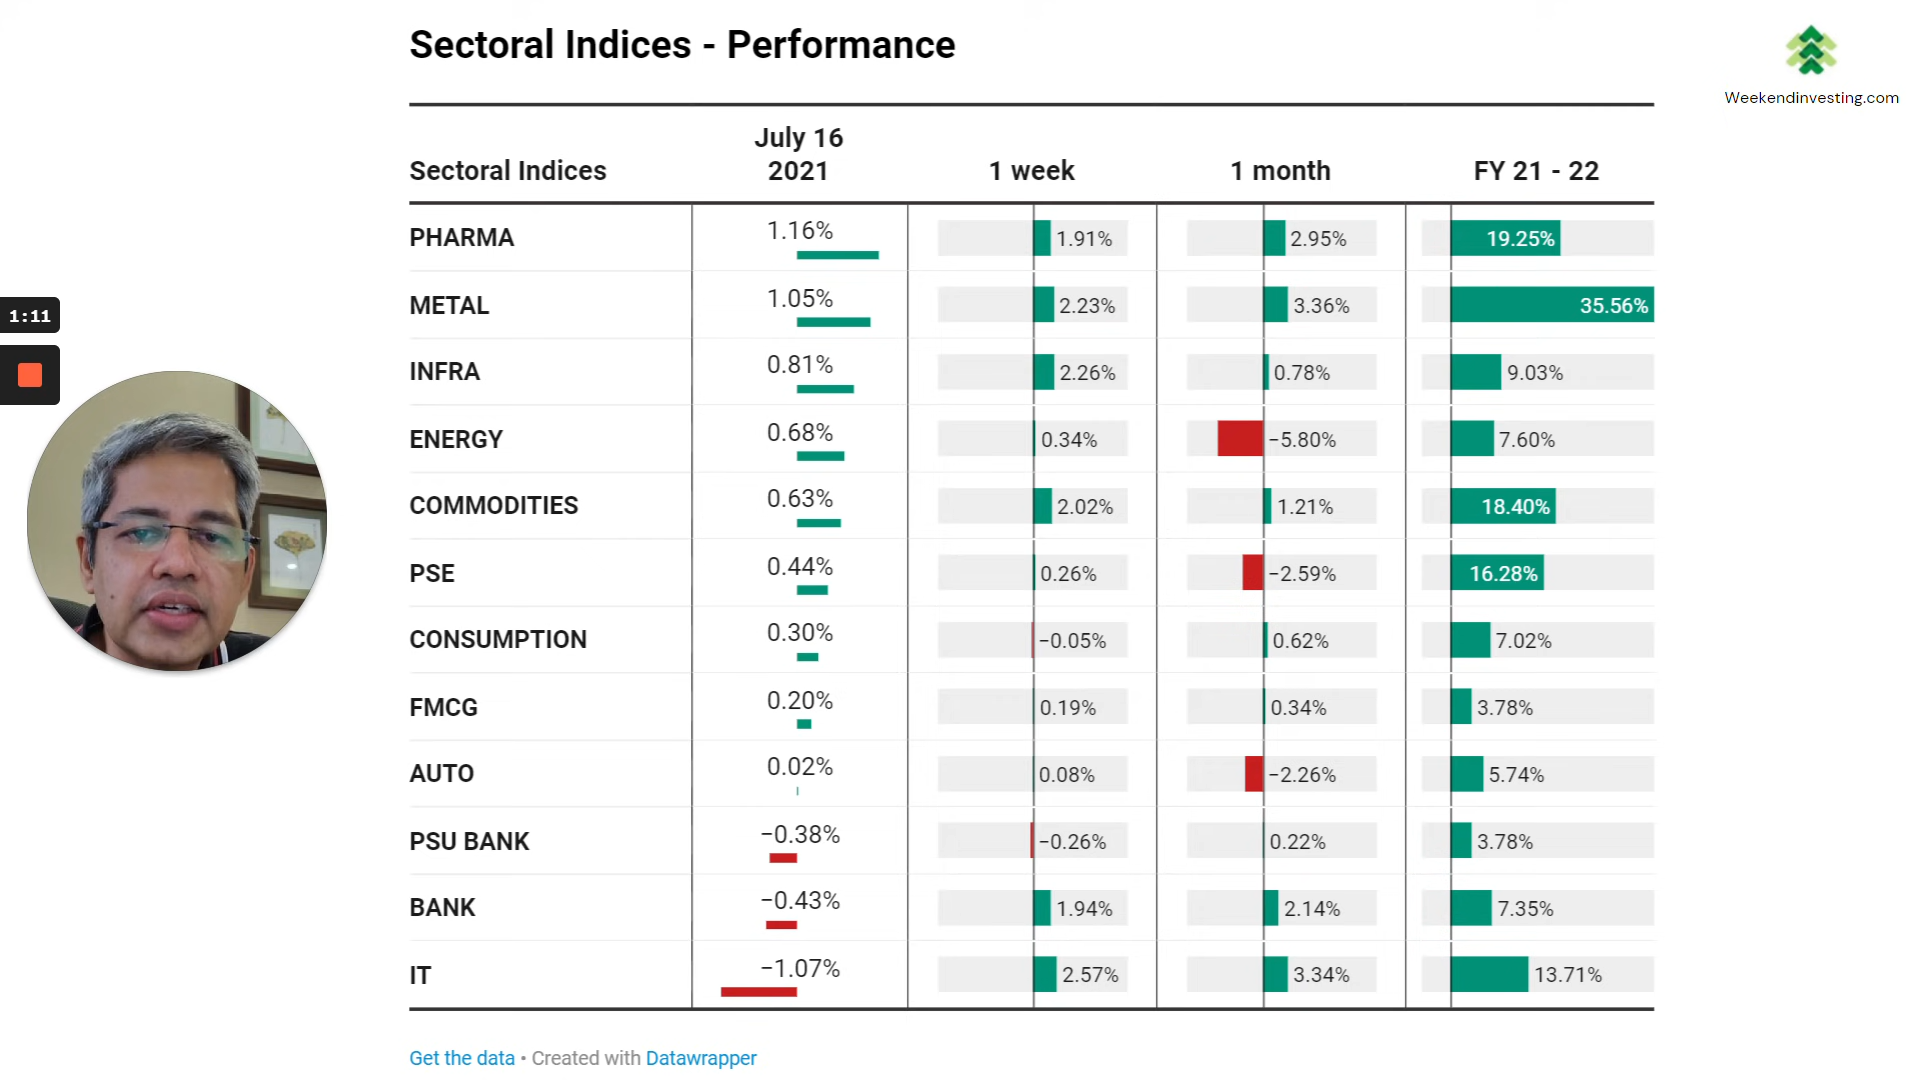 Sectoral Indices - Performance
Weekendinvesting.com
Sectoral Indices July 16 2021 1 week 1 month FY 21 - 22
PHARMA 1.16% 1.91% 2.95% 19.25%
METAL 1.05% 2.23% 3.36% 35.56%
1:11
INFRA 0.81% 2.26% 0.78% 9.03%
ENERGY 0.68% 0.34% −5.80% 7.60%
COMMODITIES 0.63% 2.02% 1.21% 18.40%
PSE 0.44% 0.26% −2.59% 16.28%
CONSUMPTION 0.30% −0.05% 0.62% 7.02%
FMCG 0.20% 0.19% 0.34% 3.78%
AUTO 0.02% 0.08% −2.26% 5.74%
PSU BANK −0.38% −0.26% 0.22% 3.78%
BANK −0.43% 1.94% 2.14% 7.35%
IT −1.07% 2.57% 3.34% 13.71%
Get the data • Created with Datawrapper